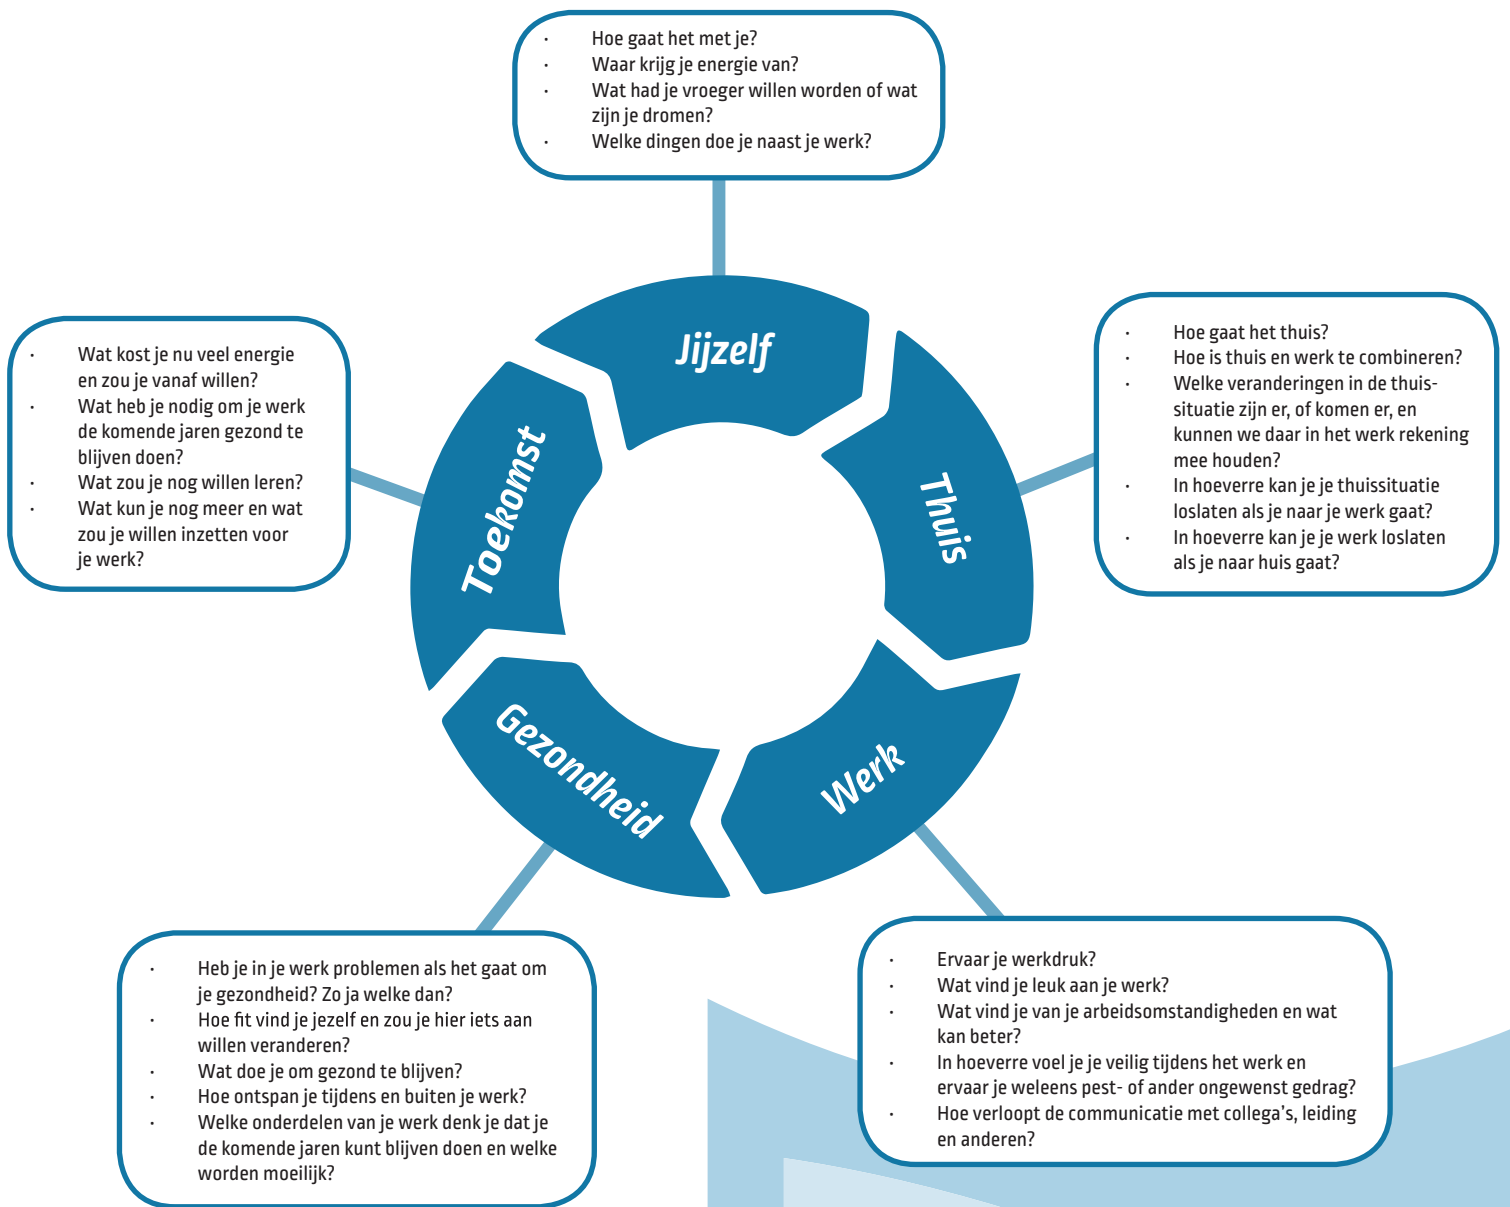 · Hoe gaat het met je?
· Waar krijg je energie van?
· Wat had je vroeger willen worden of wat
zijn je dromen?
· Welke dingen doe je naast je werk?
Jijzelf
· Hoe gaat het thuis?
· Hoe is thuis en werk te combineren?
· Welke veranderingen in de thuis-
situatie zijn er, of komen er, en
kunnen we daar in het werk rekening
mee houden?
· In hoeverre kan je je thuissituatie
loslaten als je naar je werk gaat?
· In hoeverre kan je je werk loslaten
als je naar huis gaat?
Thuis
· Wat kost je nu veel energie
en zou je vanaf willen?
· Wat heb je nodig om je werk
de komende jaren gezond te
blijven doen?
· Wat zou je nog willen leren?
· Wat kun je nog meer en wat
zou je willen inzetten voor
je werk?
Toekomst
Gezondheid
Werk
· Heb je in je werk problemen als het gaat om
je gezondheid? Zo ja welke dan?
· Hoe fit vind je jezelf en zou je hier iets aan
willen veranderen?
· Wat doe je om gezond te blijven?
· Hoe ontspan je tijdens en buiten je werk?
· Welke onderdelen van je werk denk je dat je
de komende jaren kunt blijven doen en welke
worden moeilijk?
· Ervaar je werkdruk?
· Wat vind je leuk aan je werk?
· Wat vind je van je arbeidsomstandigheden en wat
kan beter?
· In hoeverre voel je je veilig tijdens het werk en
ervaar je weleens pest- of ander ongewenst gedrag?
· Hoe verloopt de communicatie met collega's, leiding
en anderen?